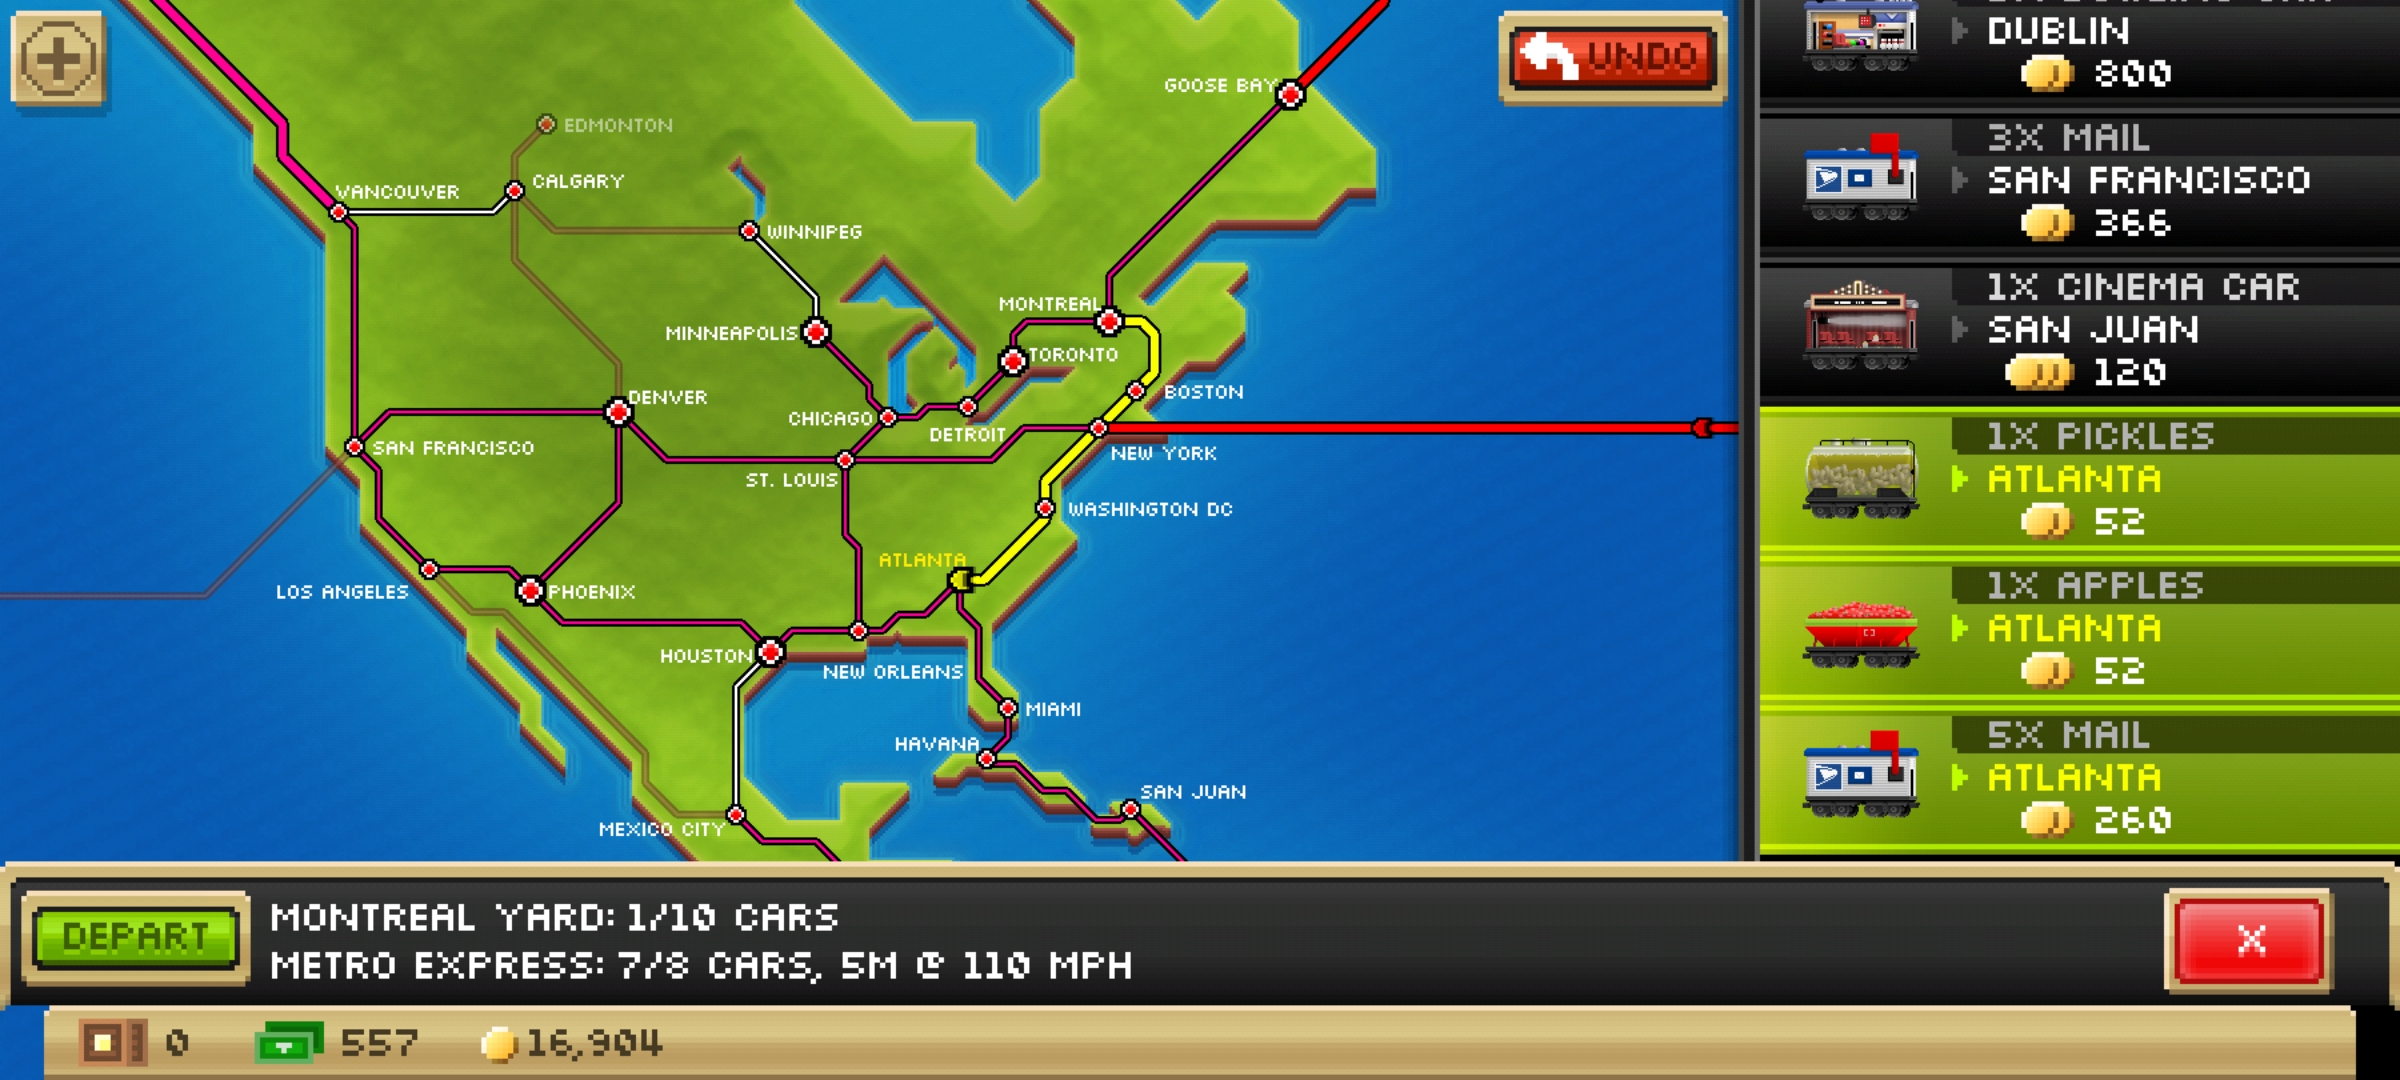 UNDO
GOOSE BAY
EDMONTON
CALGARY
VANCOUVER
WINNIPEG
MONTREAL
MINNEAPOLIS
TORONTO
BOSTON
DENVER
CHICAGO
DETROIT
SAN FRANCISCO
NEW YORK
ST. LOUIS
WASHINGTON DC
ATLANTA
LOS ANGELES
PHOENIX
HOUSTON
NEW ORLEANS
MIAMI
HAVANA
SAN JUAN
MEXICO CITY
DUBLIN
800
3X MAIL
SAN FRANCISCO
366
1X CINEMA CAR
SAN JUAN
120
1X PICKLES
ATLANTA
52
1X APPLES
ATLANTA
52
5X MAIL
ATLANTA
260
DEPART
MONTREAL YARD: 1/10 CARS
METRO EXPRESS: 7/8 CARS, 5M @ 110 MPH
X
0
557
16,904